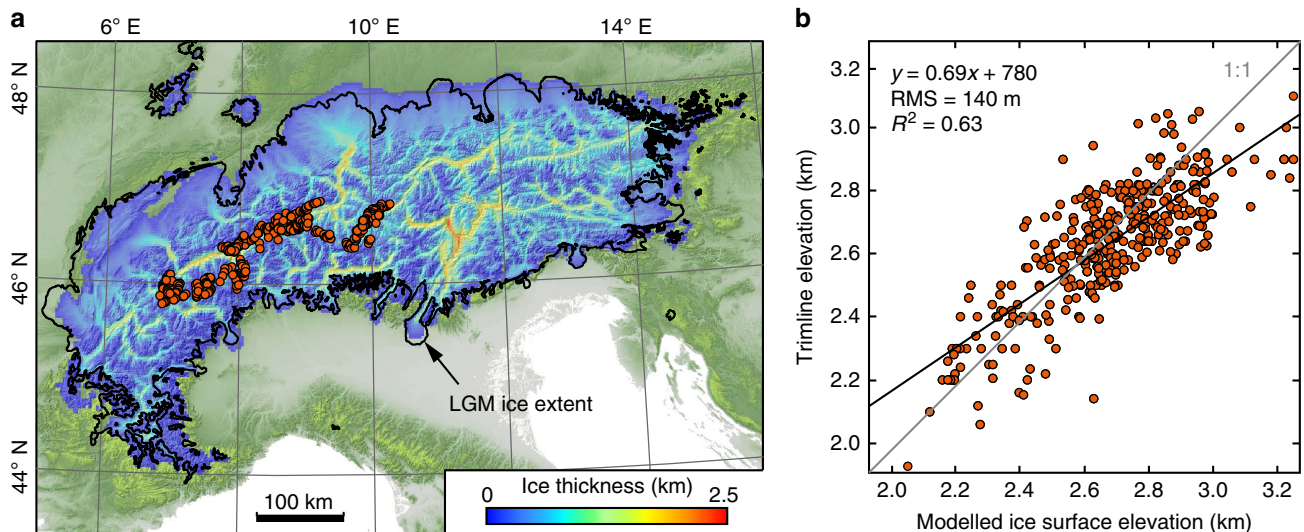 a
6° E
10° E
14° E
48° N
46° N
44° N
LGM ice extent
100 km
Ice thickness (km)
0
2.5
b
y = 0.69x + 780
RMS = 140 m
R² = 0.63
1:1
Trimline elevation (km)
3.2
3.0
2.8
2.6
2.4
2.2
2.0
2.0 2.2 2.4 2.6 2.8 3.0 3.2
Modelled ice surface elevation (km)